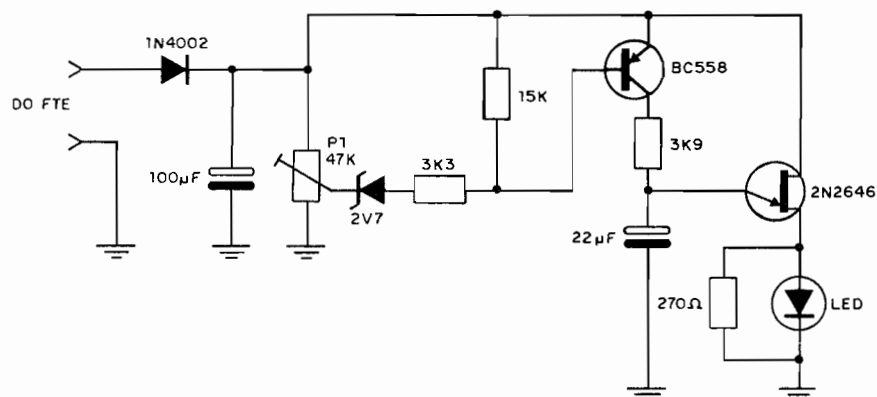 1N4002
DO FTE
100µF
P1
47K
2V7
3K3
15K
BC558
3K9
22µF
2N2646
270Ω
LED